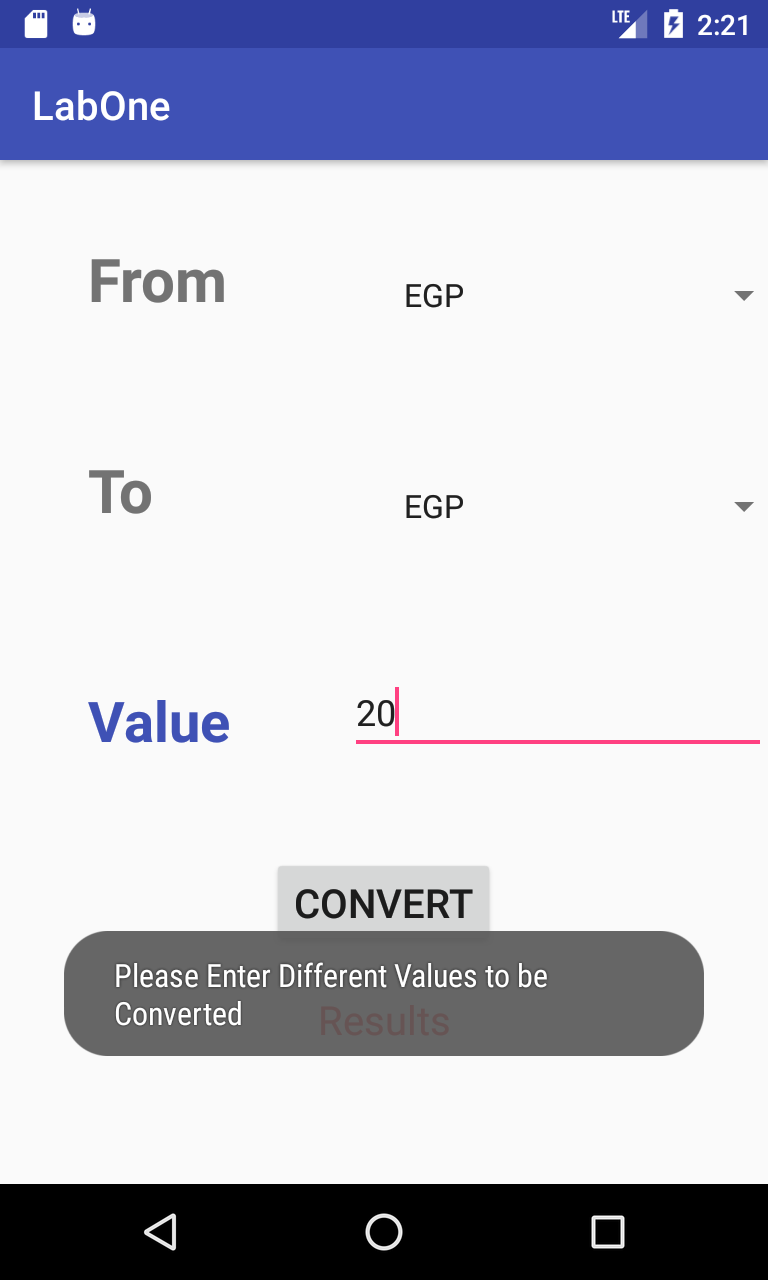 LTE 2:21
LabOne
From
EGP
To
EGP
Value
20
CONVERT
Please Enter Different Values to be
Converted
Results